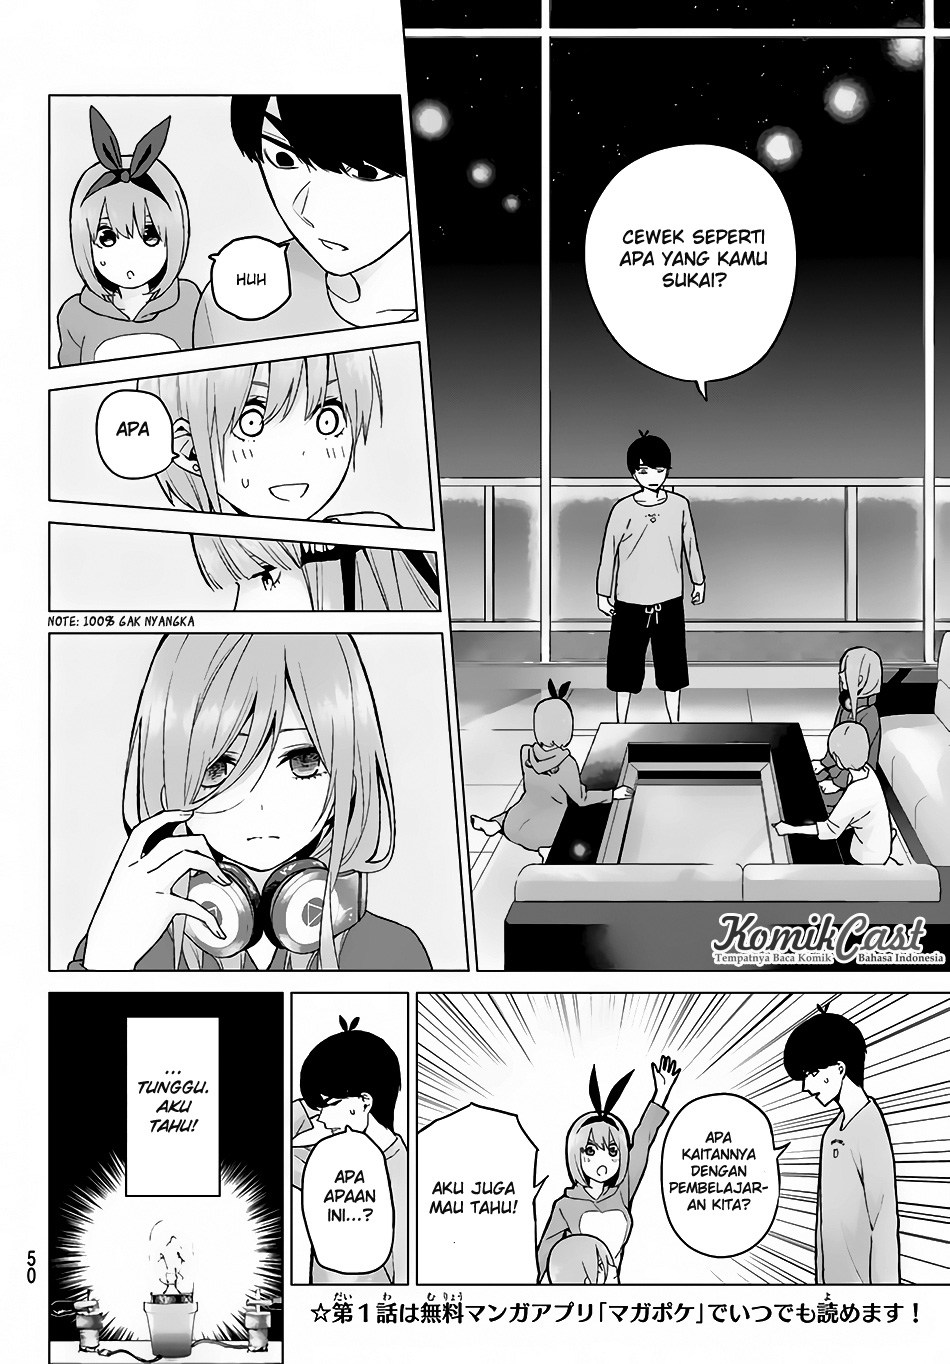 CEWEK SEPERTI
APA YANG KAMU
SUKAI?
HUH
APA
NOTE: 100% GAK NYANGKA
KomikCast
Tempatnya Baca Komik Bahasa Indonesia
APA
KAITANNYA
DENGAN
PEMBELAJAR-
AN KITA?
AKU JUGA
MAU TAHU!
APA
APAAN
INI...?
...
TUNGGU.
AKU
TAHU!
50
☆第1話は無料マンガアプリ「マガポケ」でいつでも読めます!